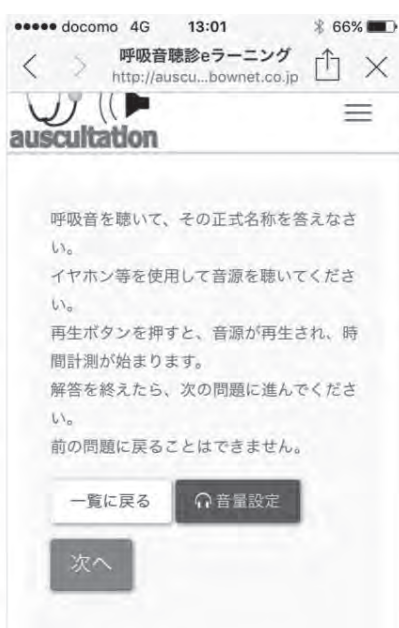 docomo 4G 13:01 66%
呼吸音聴診eラーニング
http://auscu...bownet.co.jp
auscultation
呼吸音を聴いて、その正式名称を答えなさ
い。
イヤホン等を使用して音源を聴いてくださ
い。
再生ボタンを押すと、音源が再生され、時
間計測が始まります。
解答を終えたら、次の問題に進んでくださ
い。
前の問題に戻ることはできません。
一覧に戻る 音量設定
次へ